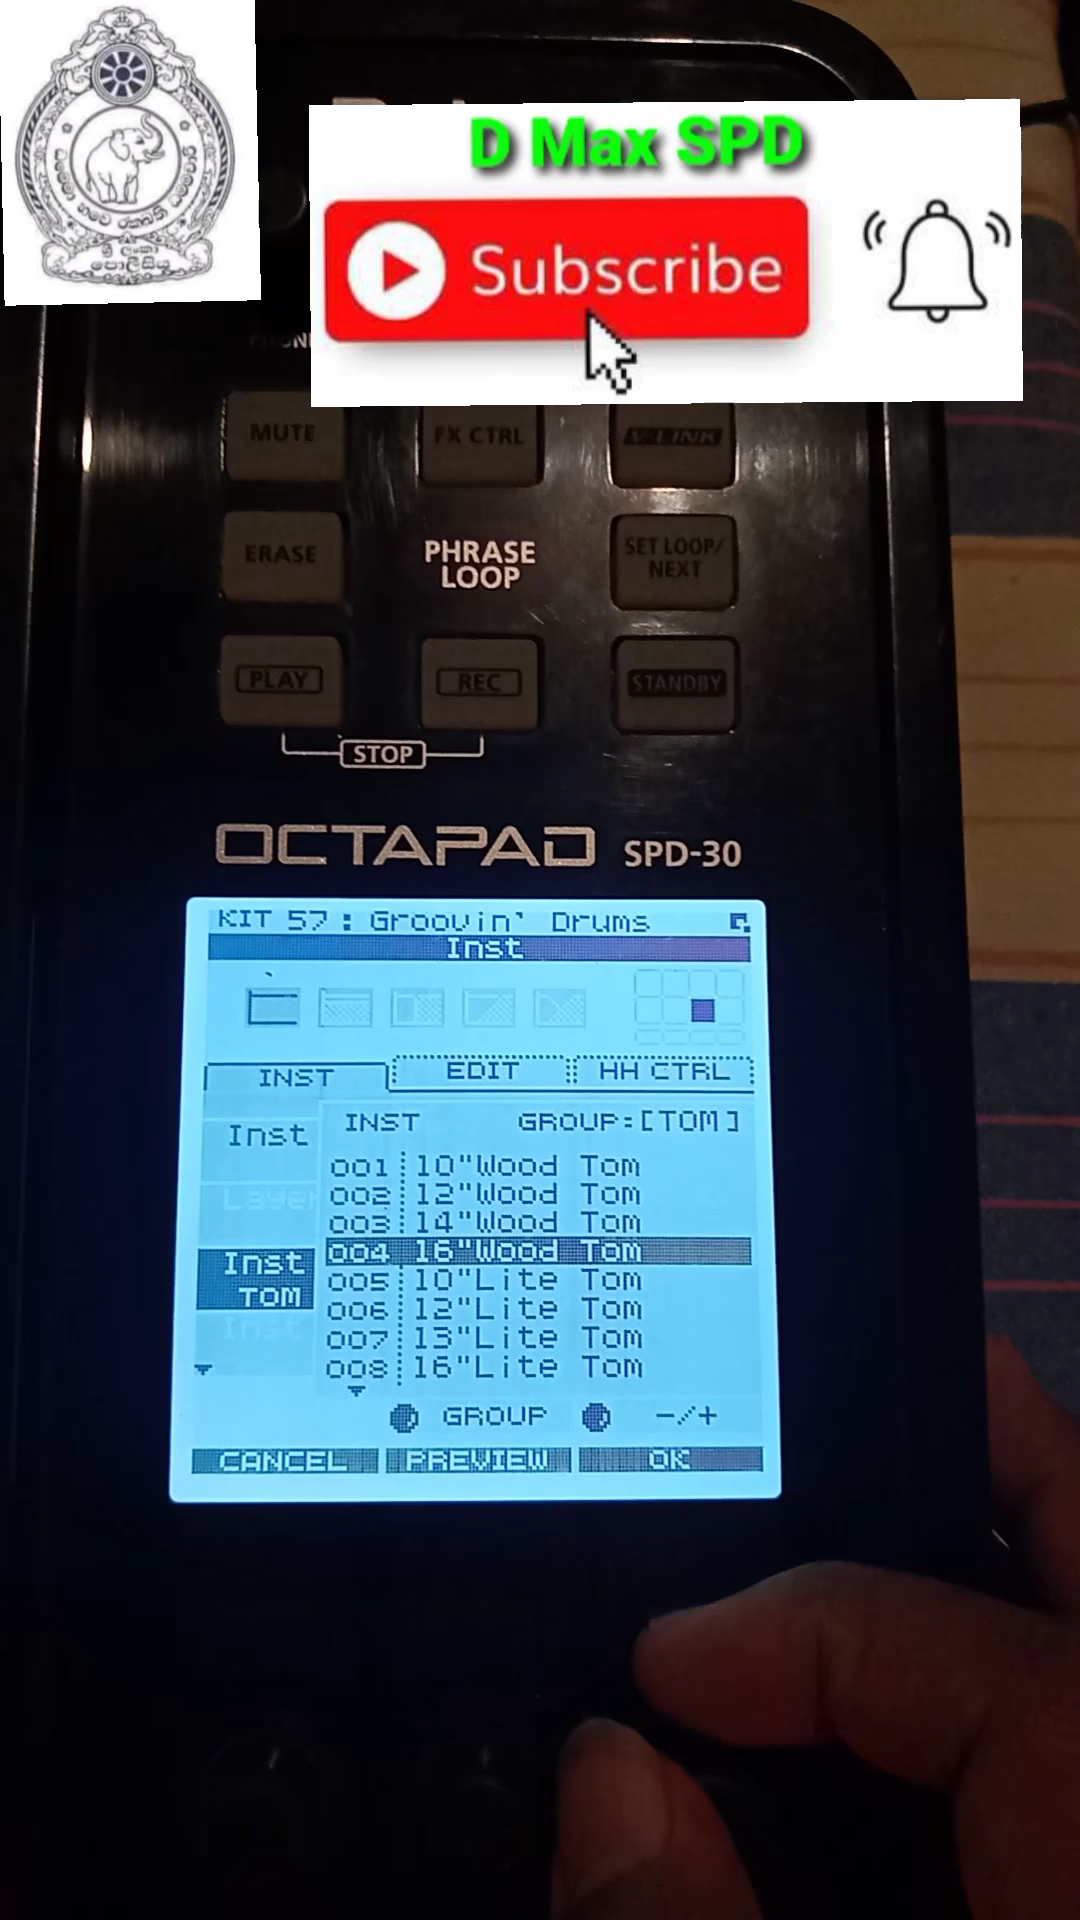 ශ්‍රී ලංකා
පොලීසිය
D Max SPD
Subscribe
MUTE
FX CTRL
V-LINK
ERASE
PHRASE
LOOP
SET LOOP/
NEXT
PLAY
REC
STANDBY
STOP
OCTAPAD SPD-30
KIT 57 : Groovin' Drums
Inst
INST
EDIT
HH CTRL
Inst
Layer
Inst
TOM
Inst
INST GROUP:[TOM]
001 10"Wood Tom
002 12"Wood Tom
003 14"Wood Tom
004 16"Wood Tom
005 10"Lite Tom
006 12"Lite Tom
007 13"Lite Tom
008 16"Lite Tom
GROUP -/+
CANCEL PREVIEW OK